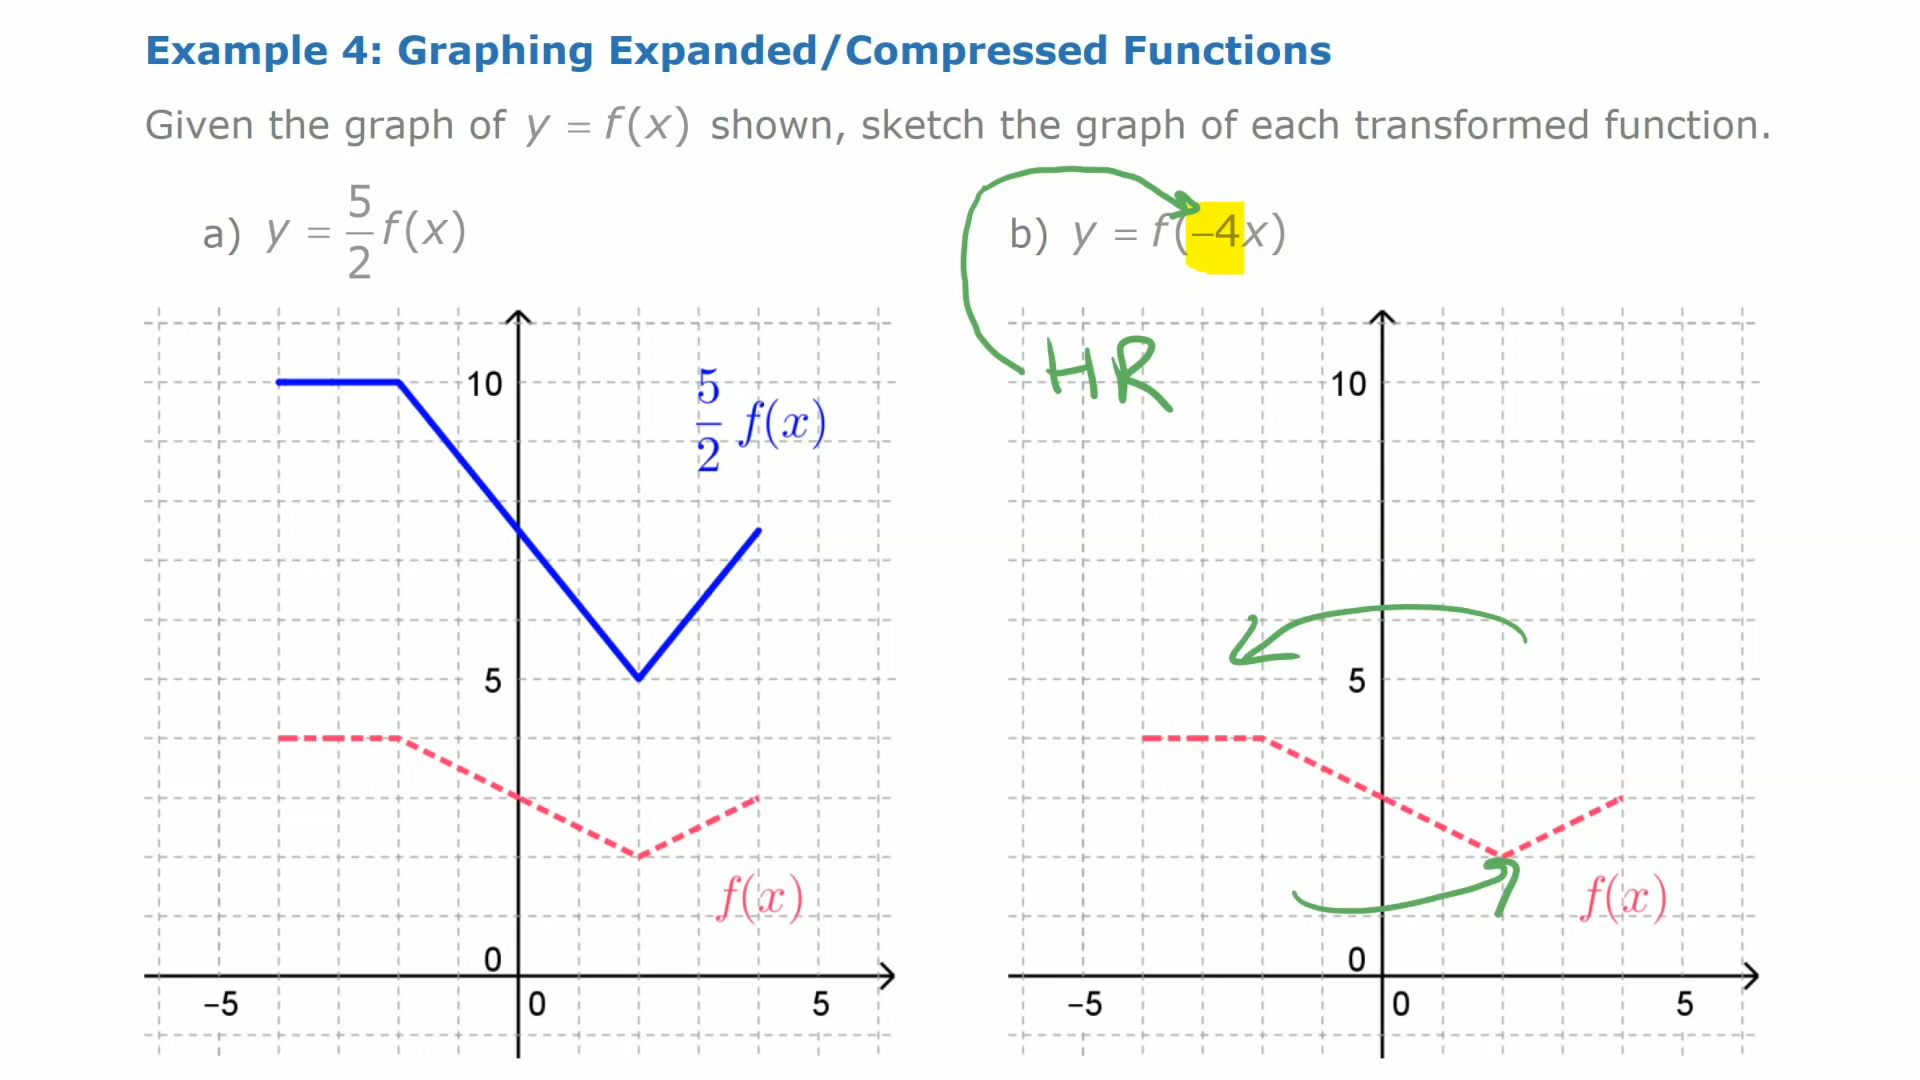 Example 4: Graphing Expanded/Compressed Functions
Given the graph of y = f(x) shown, sketch the graph of each transformed function.
a) y = 5/2 f(x)
b) y = f(−4x)
10
5/2 f(x)
5
f(x)
0
−5
0
5
HR
10
5
f(x)
0
−5
0
5